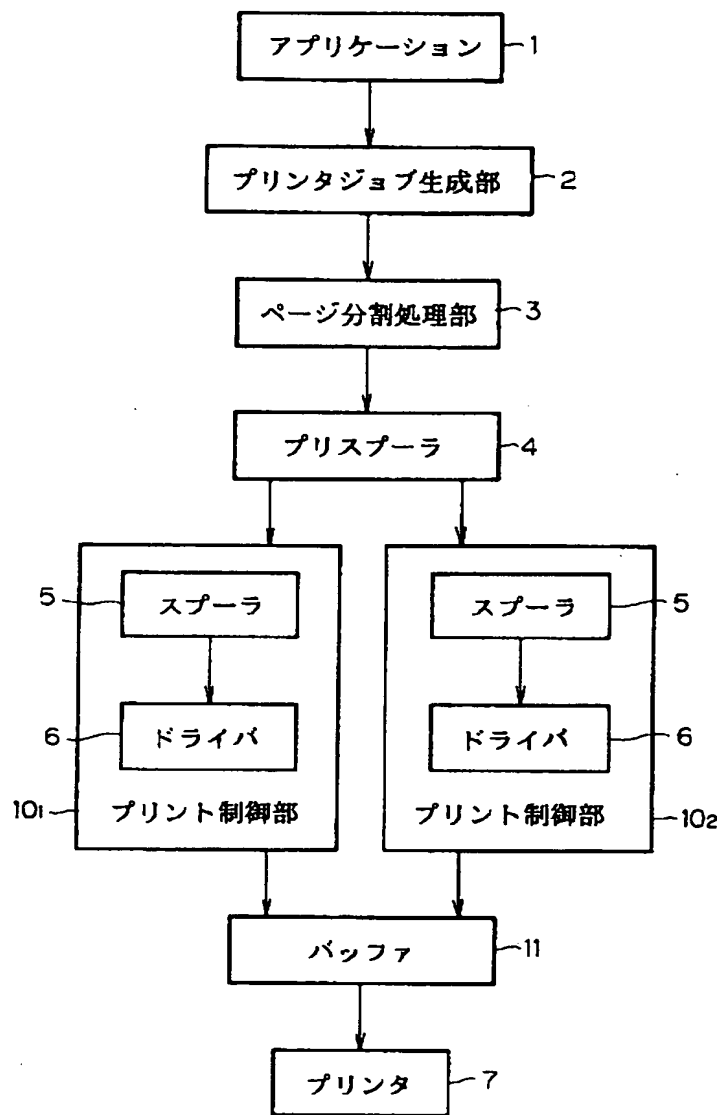 アプリケーション 1
プリンタジョブ生成部 2
ページ分割処理部 3
プリスプーラ 4
5 スプーラ
スプーラ 5
6 ドライバ
ドライバ 6
10₁ プリント制御部
プリント制御部 10₂
バッファ 11
プリンタ 7